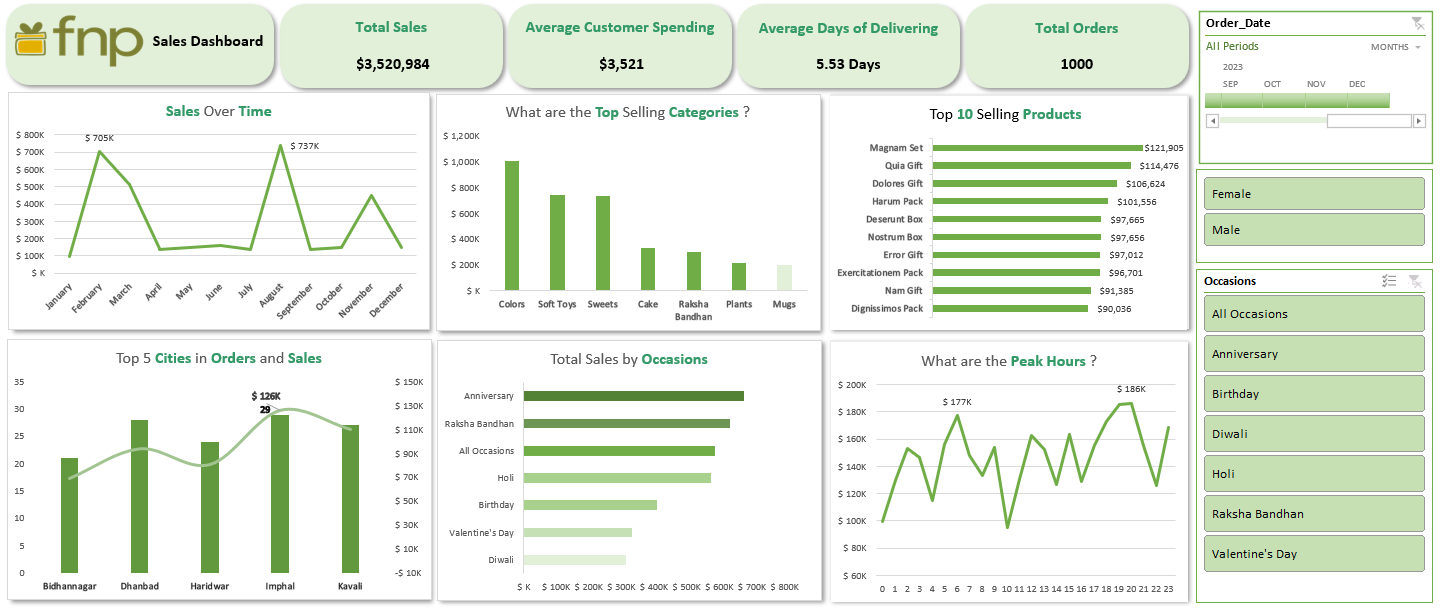 fnp Sales Dashboard
Total Sales
$3,520,984
Average Customer Spending
$3,521
Average Days of Delivering
5.53 Days
Total Orders
1000
Order_Date
All Periods
MONTHS
2023
SEP OCT NOV DEC
Female
Male
Occasions
All Occasions
Anniversary
Birthday
Diwali
Holi
Raksha Bandhan
Valentine's Day
Sales Over Time
$ 800K
$ 700K
$ 600K
$ 500K
$ 400K
$ 300K
$ 200K
$ 100K
$ K
$ 705K
$ 737K
January February March April May June July August September October November December
What are the Top Selling Categories ?
$ 1,200K
$ 1,000K
$ 800K
$ 600K
$ 400K
$ 200K
$ K
Colors Soft Toys Sweets Cake Raksha Bandhan Plants Mugs
Top 10 Selling Products
Magnam Set $121,905
Quia Gift $114,476
Dolores Gift $106,624
Harum Pack $101,556
Deserunt Box $97,665
Nostrum Box $97,656
Error Gift $97,012
Exercitationem Pack $96,701
Nam Gift $91,385
Dignissimos Pack $90,036
Top 5 Cities in Orders and Sales
35
30
25
20
15
10
5
0
$ 126K
29
$ 150K
$ 130K
$ 110K
$ 90K
$ 70K
$ 50K
$ 30K
$ 10K
-$ 10K
Bidhannagar Dhanbad Haridwar Imphal Kavali
Total Sales by Occasions
Anniversary
Raksha Bandhan
All Occasions
Holi
Birthday
Valentine's Day
Diwali
$ K $ 100K $ 200K $ 300K $ 400K $ 500K $ 600K $ 700K $ 800K
What are the Peak Hours ?
$ 200K
$ 180K
$ 160K
$ 140K
$ 120K
$ 100K
$ 80K
$ 60K
$ 177K
$ 186K
0 1 2 3 4 5 6 7 8 9 10 11 12 13 14 15 16 17 18 19 20 21 22 23